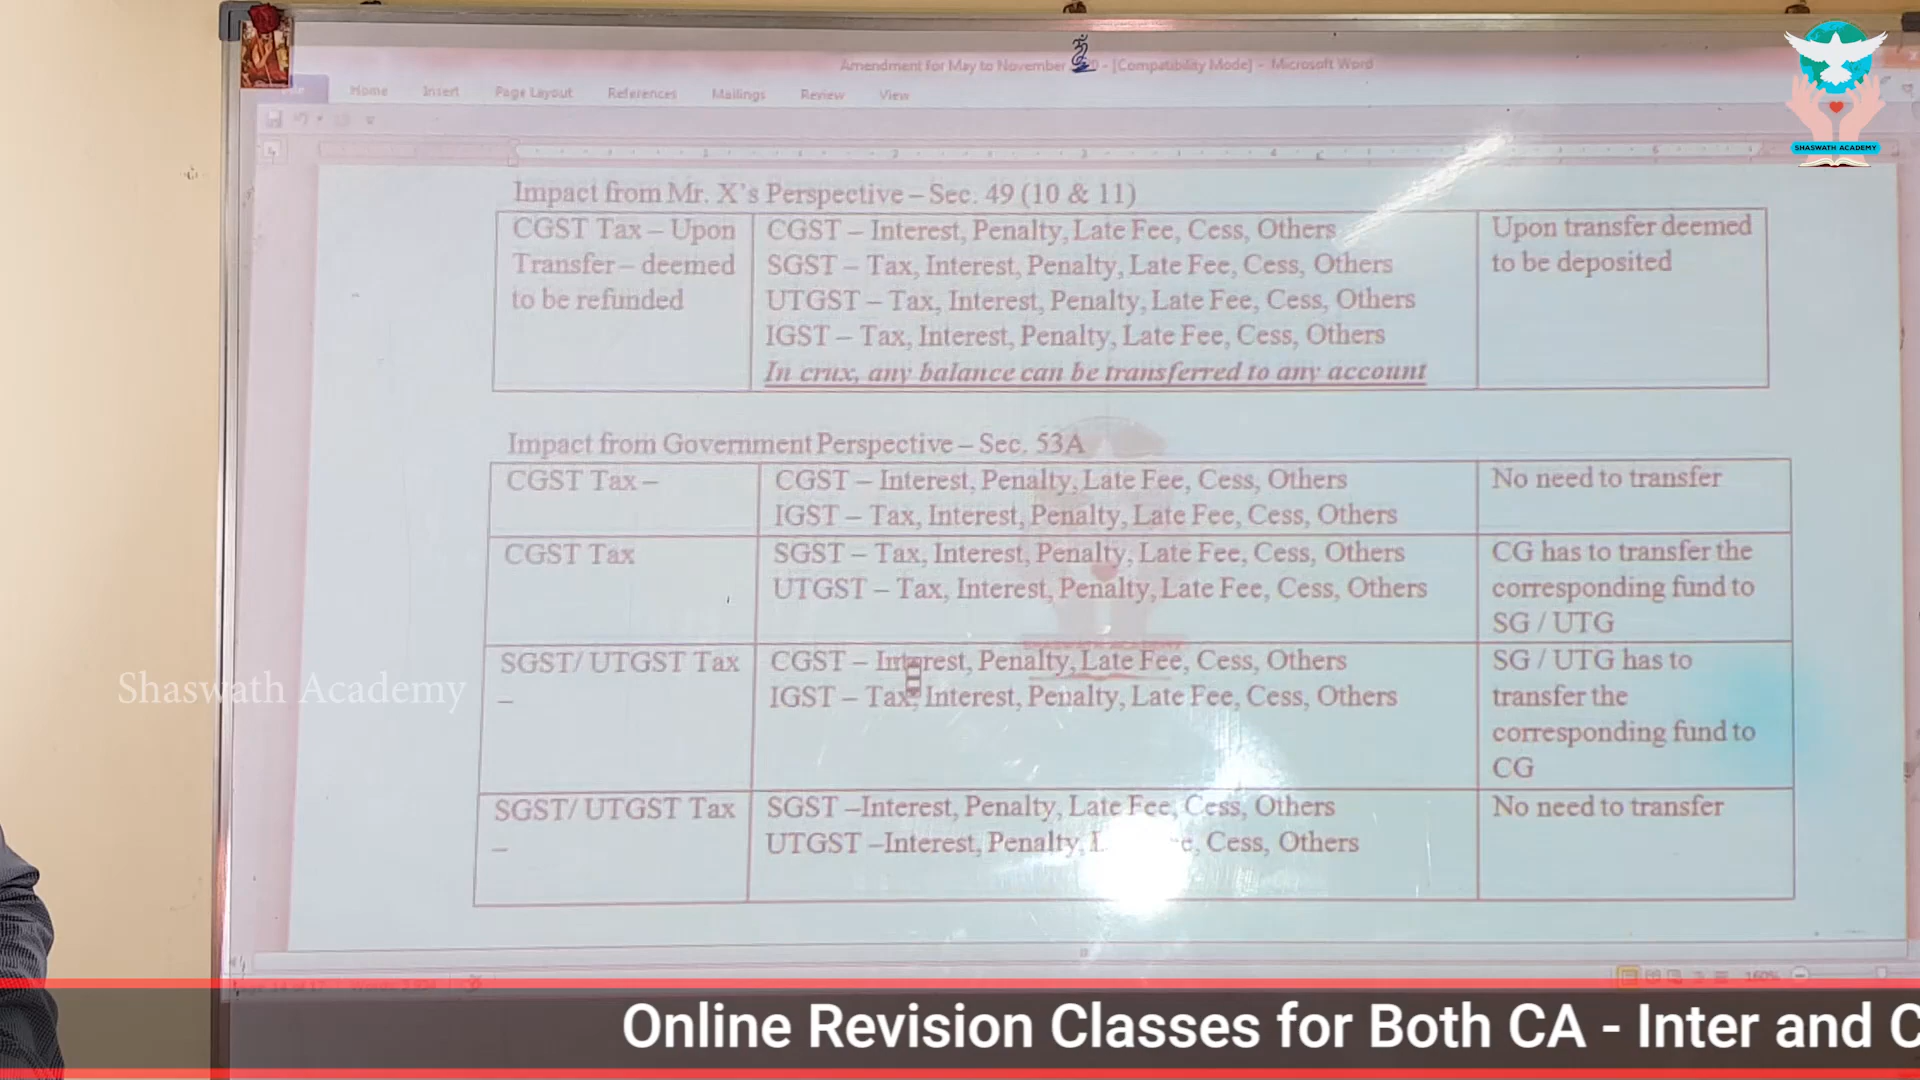 Amendment for May to November - [Compatibility Mode] - Microsoft Word
Home Insert Page Layout References Mailings Review View
SHASWATH ACADEMY
Impact from Mr. X's Perspective – Sec. 49 (10 & 11)
CGST Tax – Upon
Transfer – deemed
to be refunded
CGST – Interest, Penalty, Late Fee, Cess, Others
SGST – Tax, Interest, Penalty, Late Fee, Cess, Others
UTGST – Tax, Interest, Penalty, Late Fee, Cess, Others
IGST – Tax, Interest, Penalty, Late Fee, Cess, Others
In crux, any balance can be transferred to any account
Upon transfer deemed
to be deposited
Impact from Government Perspective – Sec. 53A
CGST Tax –
CGST – Interest, Penalty, Late Fee, Cess, Others
IGST – Tax, Interest, Penalty, Late Fee, Cess, Others
No need to transfer
CGST Tax
SGST – Tax, Interest, Penalty, Late Fee, Cess, Others
UTGST – Tax, Interest, Penalty, Late Fee, Cess, Others
CG has to transfer the
corresponding fund to
SG / UTG
SGST/ UTGST Tax
–
CGST – Interest, Penalty, Late Fee, Cess, Others
IGST – Tax, Interest, Penalty, Late Fee, Cess, Others
SG / UTG has to
transfer the
corresponding fund to
CG
SGST/ UTGST Tax
–
SGST –Interest, Penalty, Late Fee, Cess, Others
UTGST –Interest, Penalty, Cess, Others
No need to transfer
Shaswath Academy
160%
Online Revision Classes for Both CA - Inter and